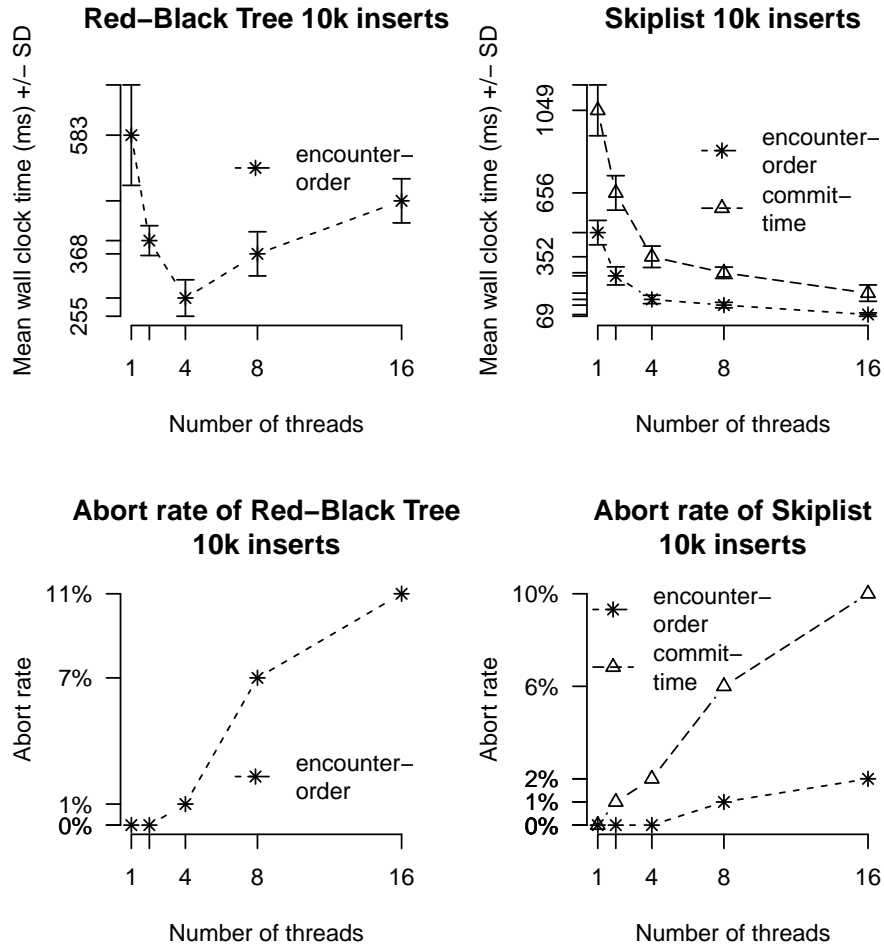 Red−Black Tree 10k inserts
Mean wall clock time (ms) +/− SD
583
368
255
encounter−
order
1
4
8
16
Number of threads
Skiplist 10k inserts
Mean wall clock time (ms) +/− SD
1049
656
352
69
encounter−
order
commit−
time
1
4
8
16
Number of threads
Abort rate of Red−Black Tree
10k inserts
Abort rate
11%
7%
1%
0%
encounter−
order
1
4
8
16
Number of threads
Abort rate of Skiplist
10k inserts
Abort rate
10%
6%
2%
1%
0%
encounter−
order
commit−
time
1
4
8
16
Number of threads